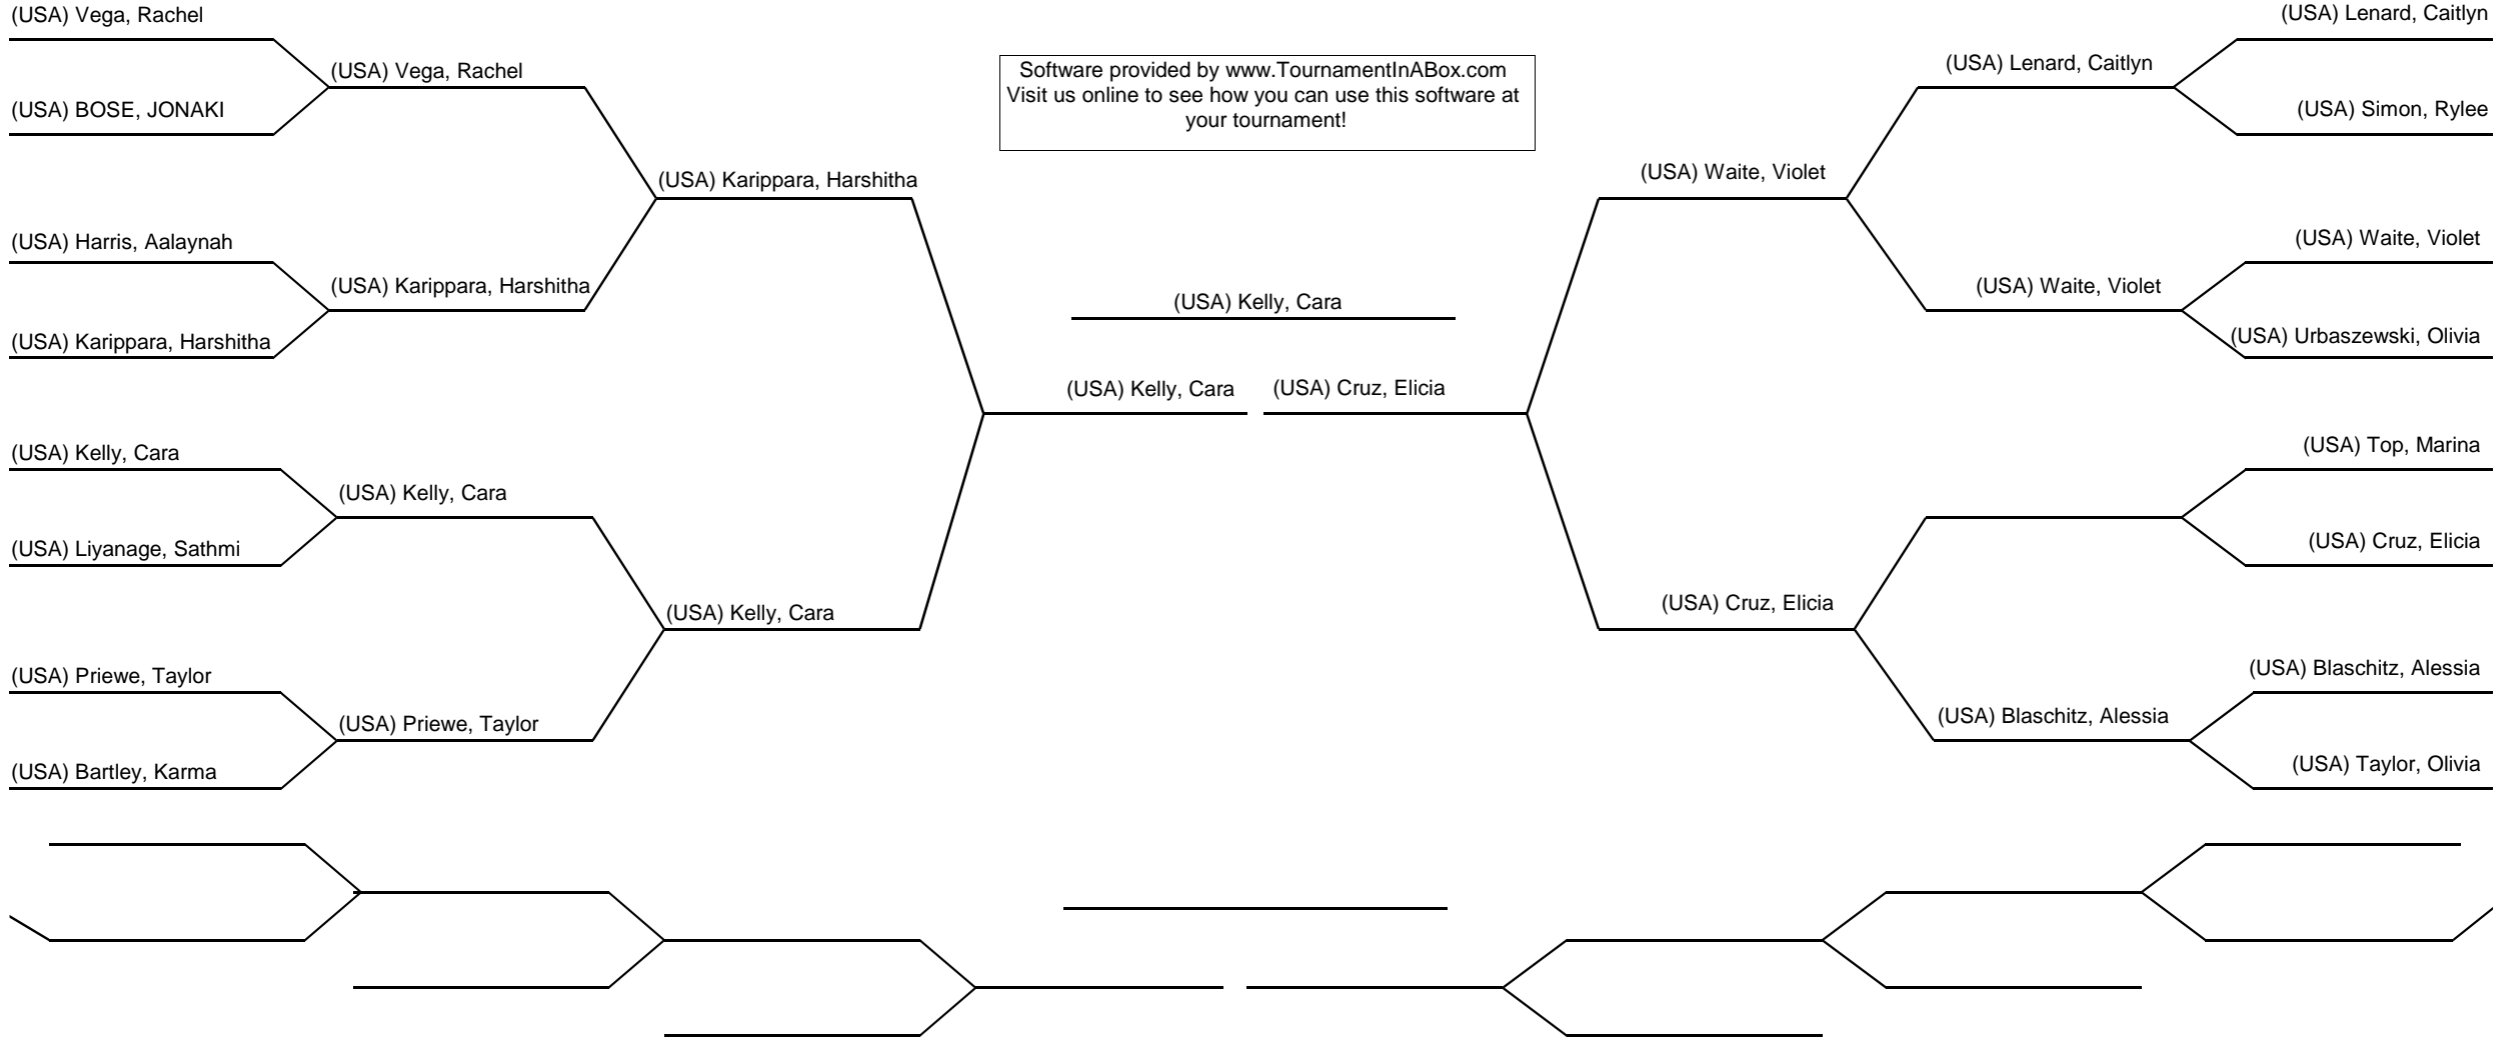 (USA) Vega, Rachel
(USA) BOSE, JONAKI
(USA) Harris, Aalaynah
(USA) Karippara, Harshitha
(USA) Kelly, Cara
(USA) Liyanage, Sathmi
(USA) Priewe, Taylor
(USA) Bartley, Karma
(USA) Vega, Rachel
(USA) Karippara, Harshitha
(USA) Kelly, Cara
(USA) Priewe, Taylor
(USA) Karippara, Harshitha
(USA) Kelly, Cara
Software provided by www.TournamentInABox.com
Visit us online to see how you can use this software at
your tournament!
(USA) Kelly, Cara
(USA) Kelly, Cara
(USA) Cruz, Elicia
(USA) Waite, Violet
(USA) Cruz, Elicia
(USA) Lenard, Caitlyn
(USA) Waite, Violet
(USA) Blaschitz, Alessia
(USA) Lenard, Caitlyn
(USA) Simon, Rylee
(USA) Waite, Violet
(USA) Urbaszewski, Olivia
(USA) Top, Marina
(USA) Cruz, Elicia
(USA) Blaschitz, Alessia
(USA) Taylor, Olivia